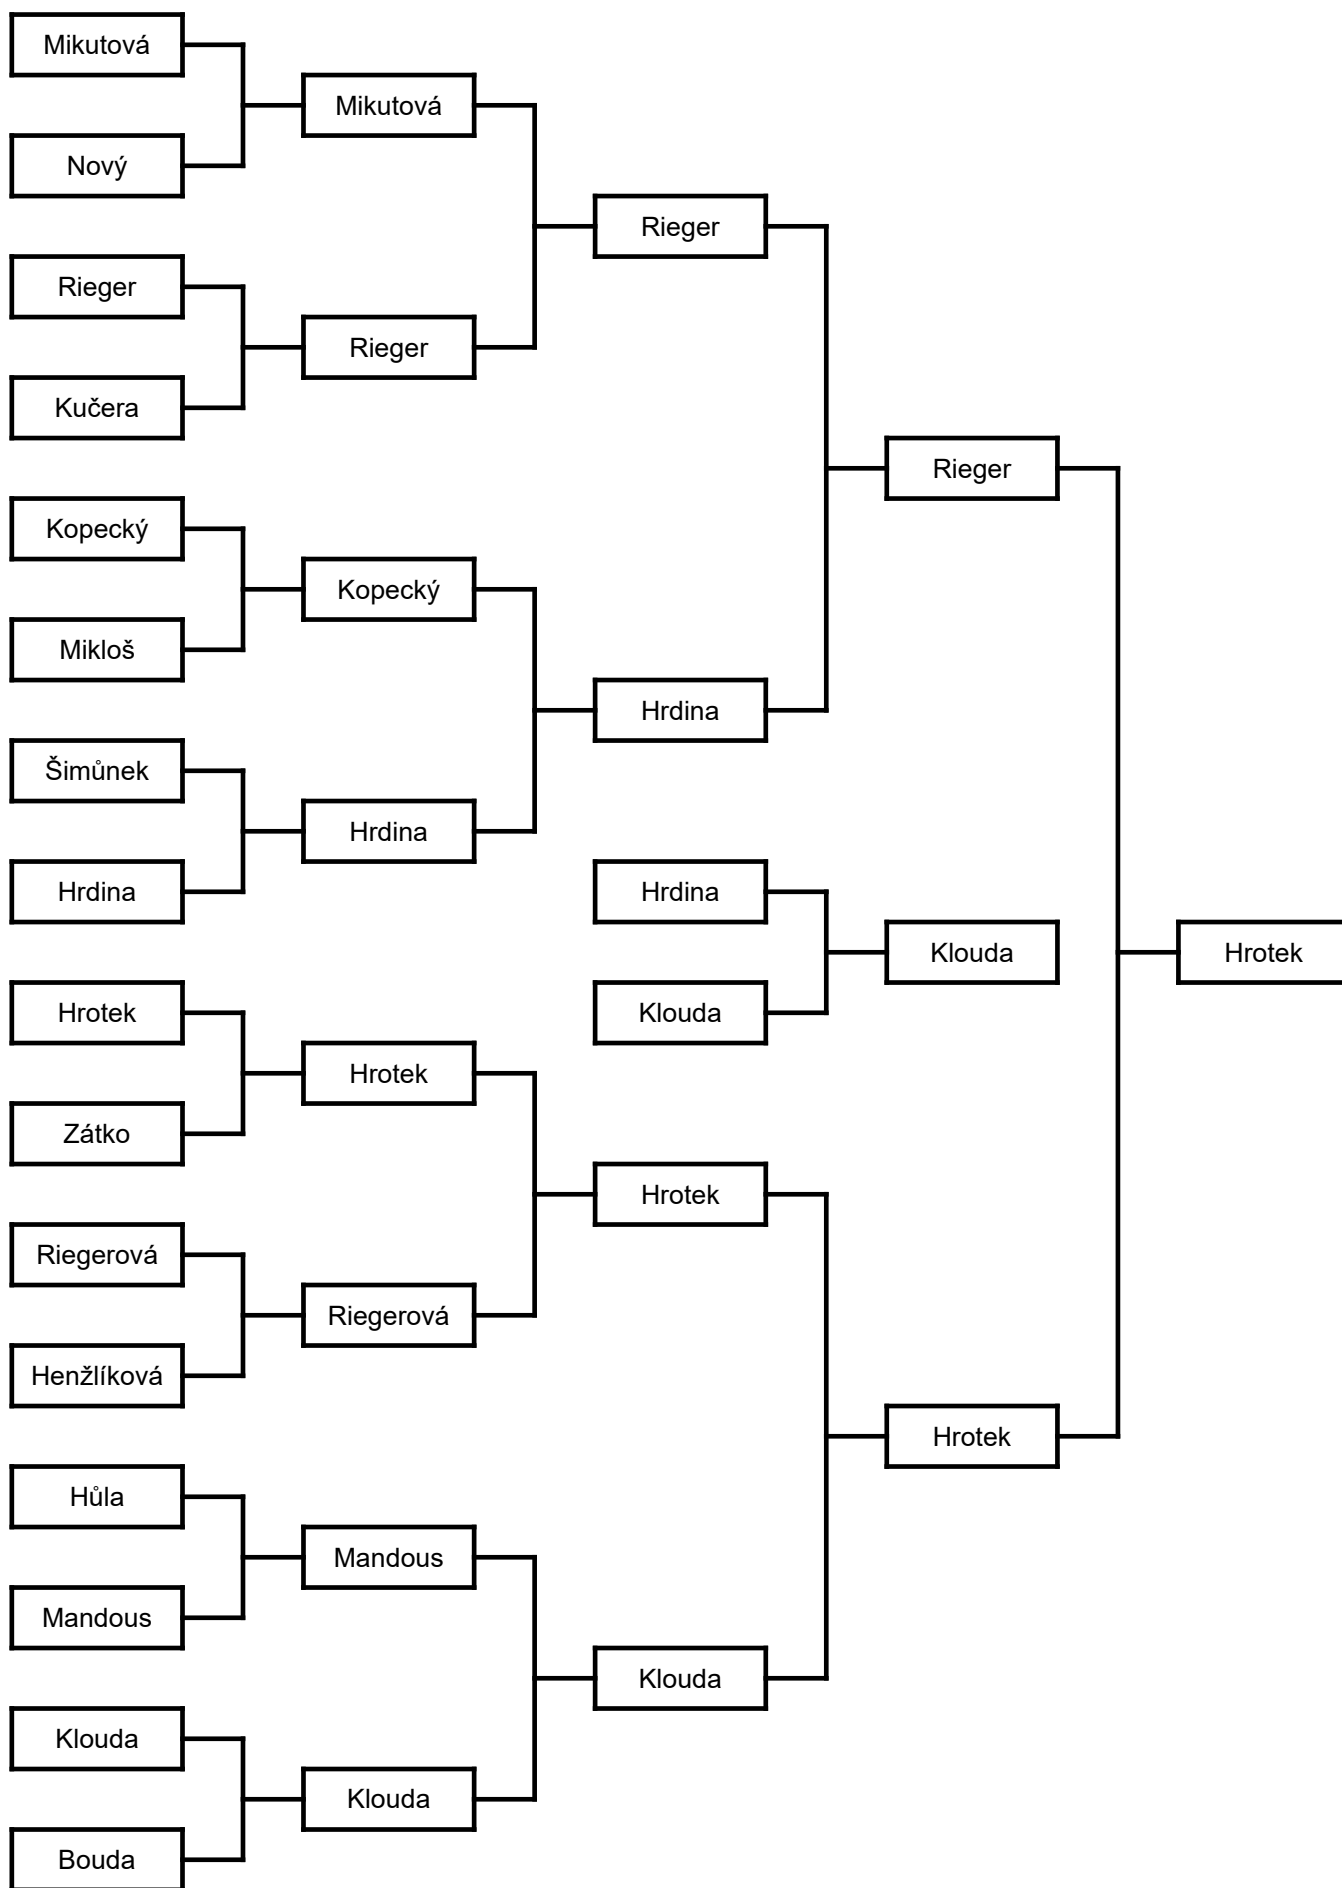 Mikutová
Mikutová
Nový
Rieger
Rieger
Rieger
Kučera
Rieger
Kopecký
Kopecký
Mikloš
Hrdina
Šimůnek
Hrdina
Hrdina
Hrdina
Klouda
Hrotek
Hrotek
Klouda
Hrotek
Zátko
Hrotek
Riegerová
Riegerová
Henžlíková
Hrotek
Hůla
Mandous
Mandous
Klouda
Klouda
Klouda
Bouda